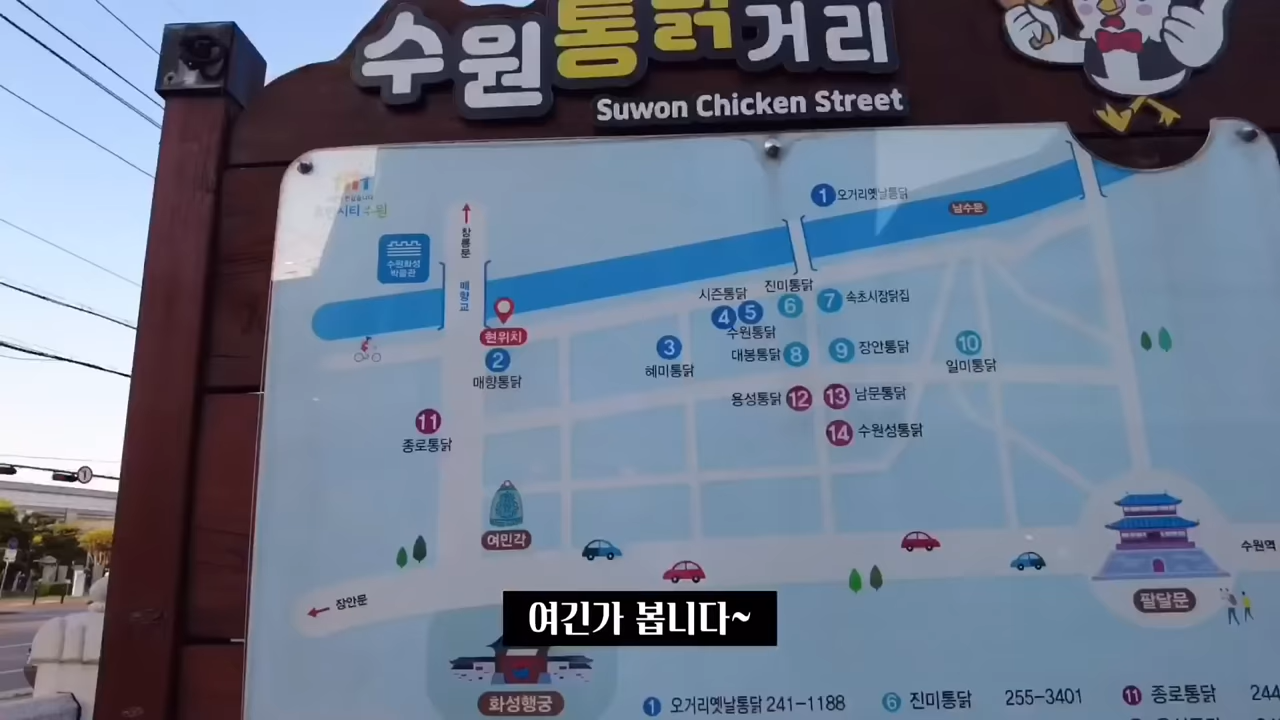 수원통닭거리
Suwon Chicken Street
1 오거리옛날통닭
남수문
창룡문
수원화성
박물관
매향교
현위치
2
매향통닭
3
혜미통닭
시즌통닭
4
5
수원통닭
진미통닭
6
7 속초시장닭집
대봉통닭 8
9 장안통닭
10
일미통닭
용성통닭 12
13 남문통닭
14 수원성통닭
11
종로통닭
여민각
장안문
수원역
팔달문
여긴가 봅니다~
화성행궁
1 오거리옛날통닭 241-1188
6 진미통닭 255-3401
11 종로통닭 244